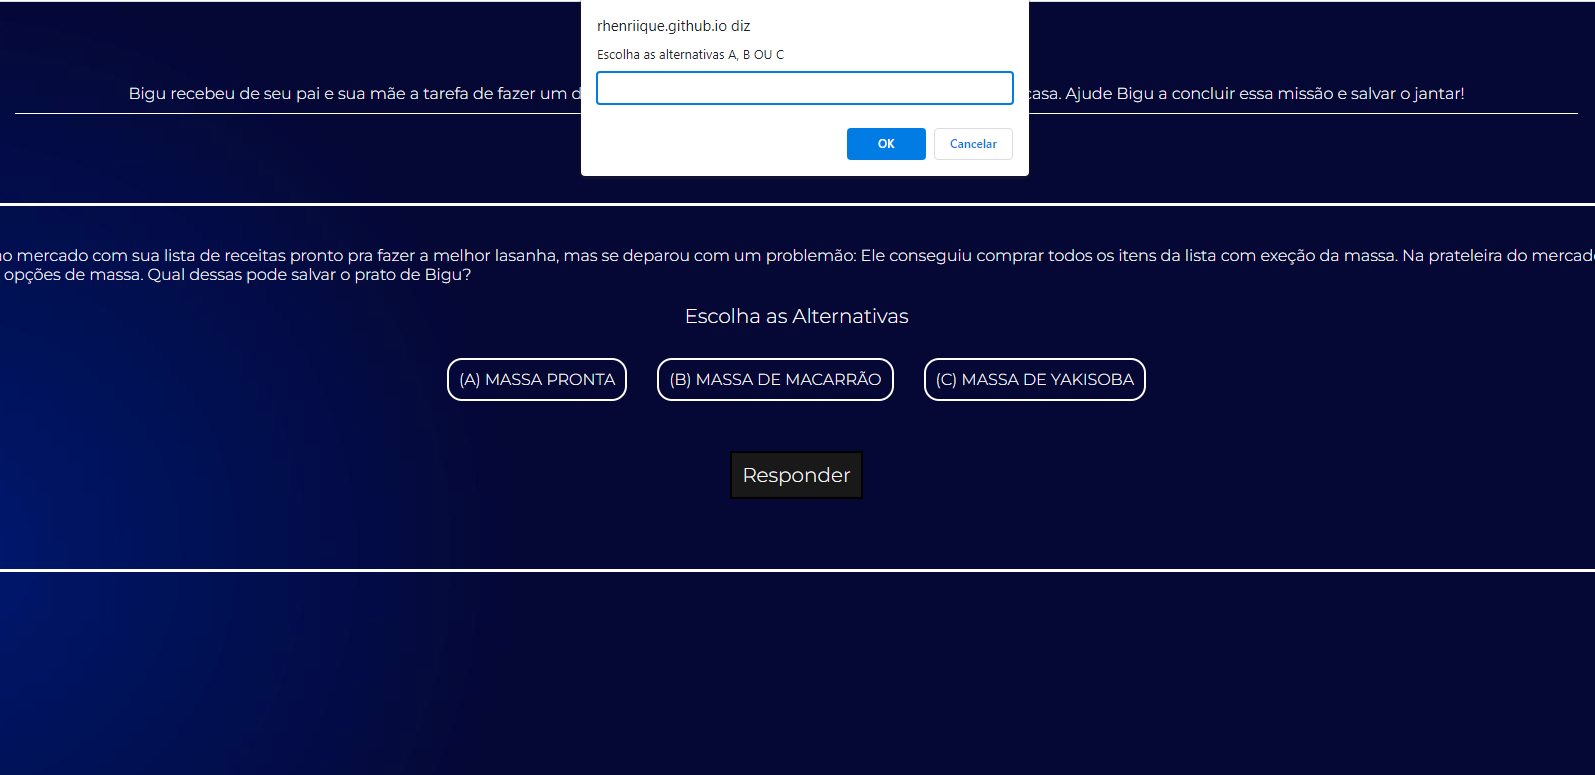 rhenriique.github.io diz
Escolha as alternativas A, B OU C
OK
Cancelar
Bigu recebeu de seu pai e sua mãe a tarefa de fazer um d casa. Ajude Bigu a concluir essa missão e salvar o jantar!
o mercado com sua lista de receitas pronto pra fazer a melhor lasanha, mas se deparou com um problemão: Ele conseguiu comprar todos os itens da lista com exeção da massa. Na prateleira do mercado
opções de massa. Qual dessas pode salvar o prato de Bigu?
Escolha as Alternativas
(A) MASSA PRONTA
(B) MASSA DE MACARRÃO
(C) MASSA DE YAKISOBA
Responder